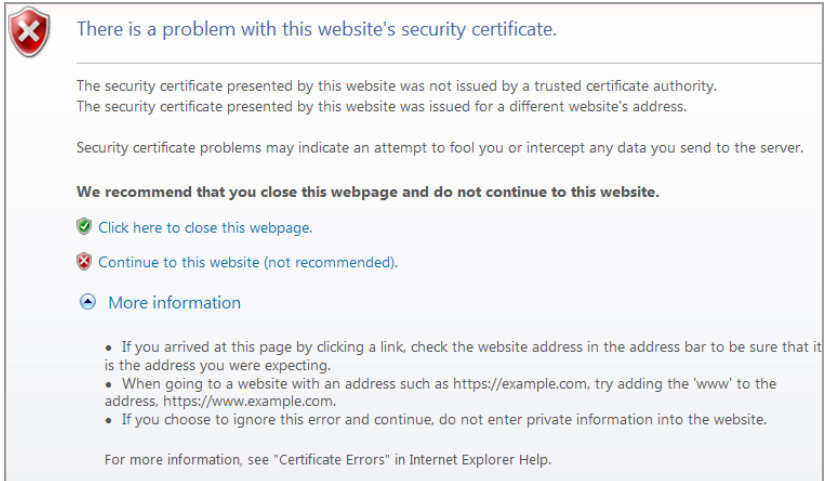 There is a problem with this website's security certificate.
The security certificate presented by this website was not issued by a trusted certificate authority.
The security certificate presented by this website was issued for a different website's address.
Security certificate problems may indicate an attempt to fool you or intercept any data you send to the server.
We recommend that you close this webpage and do not continue to this website.
Click here to close this webpage.
Continue to this website (not recommended).
More information
• If you arrived at this page by clicking a link, check the website address in the address bar to be sure that it
is the address you were expecting.
• When going to a website with an address such as https://example.com, try adding the 'www' to the
address, https://www.example.com.
• If you choose to ignore this error and continue, do not enter private information into the website.
For more information, see "Certificate Errors" in Internet Explorer Help.